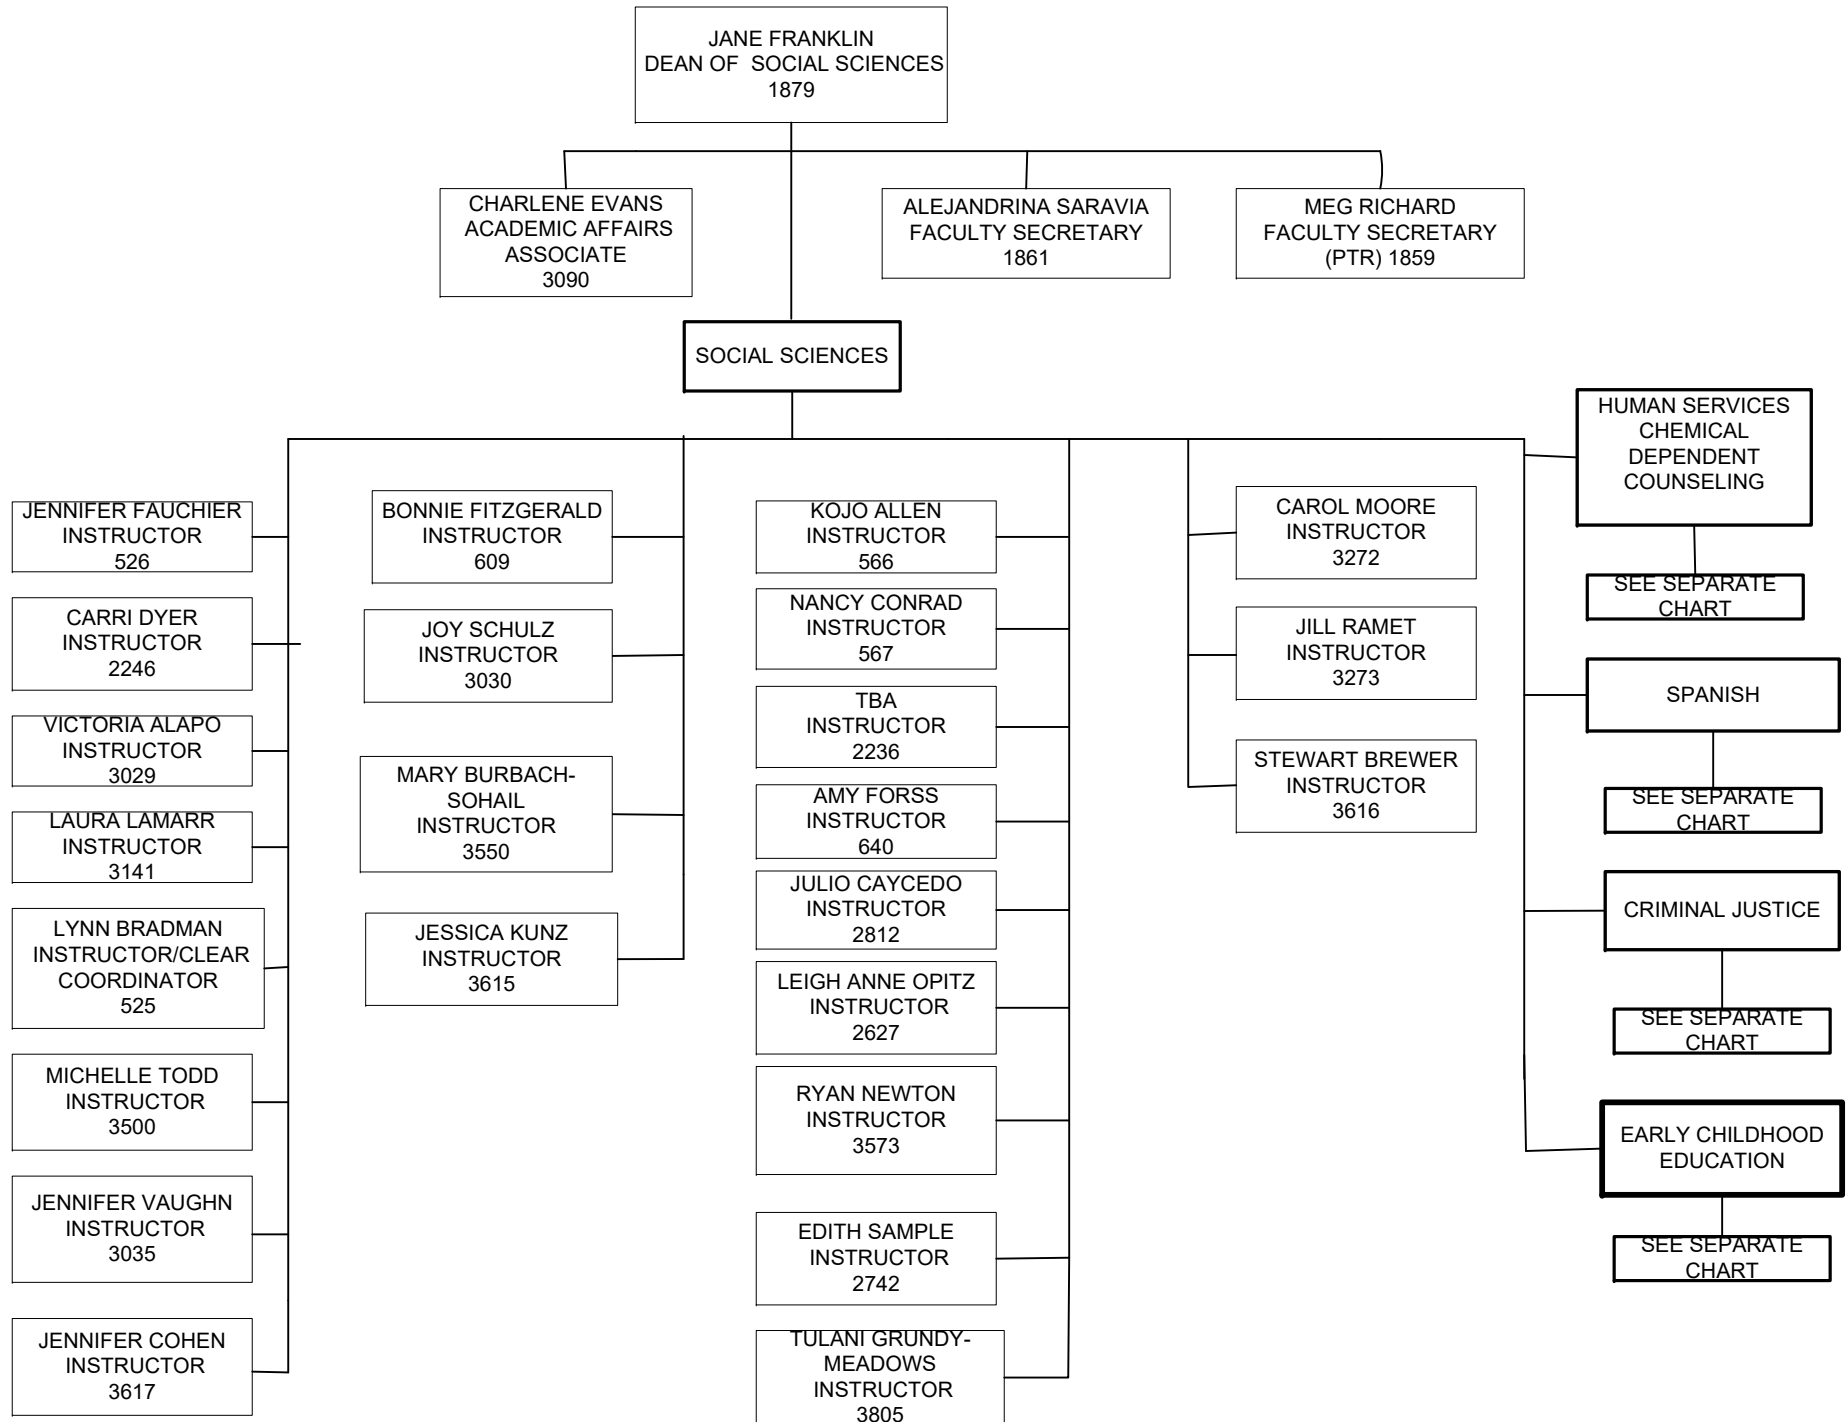 JANE FRANKLIN
DEAN OF SOCIAL SCIENCES
1879
CHARLENE EVANS
ACADEMIC AFFAIRS
ASSOCIATE
3090
ALEJANDRINA SARAVIA
FACULTY SECRETARY
1861
MEG RICHARD
FACULTY SECRETARY
(PTR) 1859
SOCIAL SCIENCES
JENNIFER FAUCHIER
INSTRUCTOR
526
CARRI DYER
INSTRUCTOR
2246
VICTORIA ALAPO
INSTRUCTOR
3029
LAURA LAMARR
INSTRUCTOR
3141
LYNN BRADMAN
INSTRUCTOR/CLEAR
COORDINATOR
525
MICHELLE TODD
INSTRUCTOR
3500
JENNIFER VAUGHN
INSTRUCTOR
3035
JENNIFER COHEN
INSTRUCTOR
3617
BONNIE FITZGERALD
INSTRUCTOR
609
JOY SCHULZ
INSTRUCTOR
3030
MARY BURBACH-
SOHAIL
INSTRUCTOR
3550
JESSICA KUNZ
INSTRUCTOR
3615
KOJO ALLEN
INSTRUCTOR
566
NANCY CONRAD
INSTRUCTOR
567
TBA
INSTRUCTOR
2236
AMY FORSS
INSTRUCTOR
640
JULIO CAYCEDO
INSTRUCTOR
2812
LEIGH ANNE OPITZ
INSTRUCTOR
2627
RYAN NEWTON
INSTRUCTOR
3573
EDITH SAMPLE
INSTRUCTOR
2742
TULANI GRUNDY-
MEADOWS
INSTRUCTOR
3805
CAROL MOORE
INSTRUCTOR
3272
JILL RAMET
INSTRUCTOR
3273
STEWART BREWER
INSTRUCTOR
3616
HUMAN SERVICES
CHEMICAL
DEPENDENT
COUNSELING
SEE SEPARATE
CHART
SPANISH
SEE SEPARATE
CHART
CRIMINAL JUSTICE
SEE SEPARATE
CHART
EARLY CHILDHOOD
EDUCATION
SEE SEPARATE
CHART